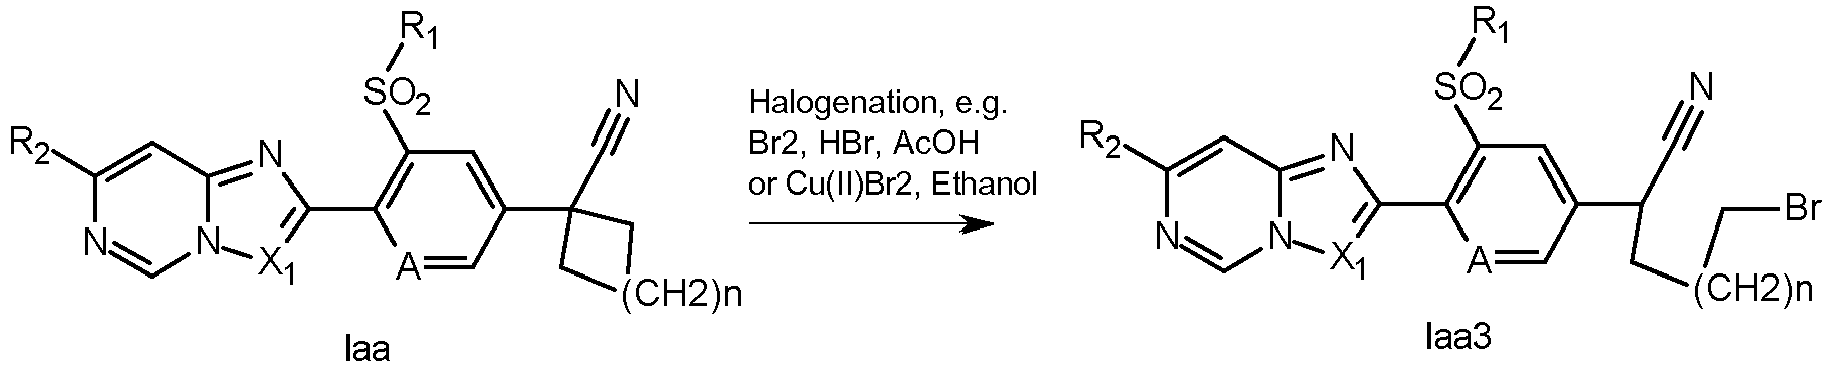 R1
SO2
N
R2
N
N
N
X1
A
(CH2)n
Iaa
Halogenation, e.g.
Br2, HBr, AcOH
or Cu(II)Br2, Ethanol
R1
SO2
N
R2
N
Br
N
N
X1
A
(CH2)n
Iaa3